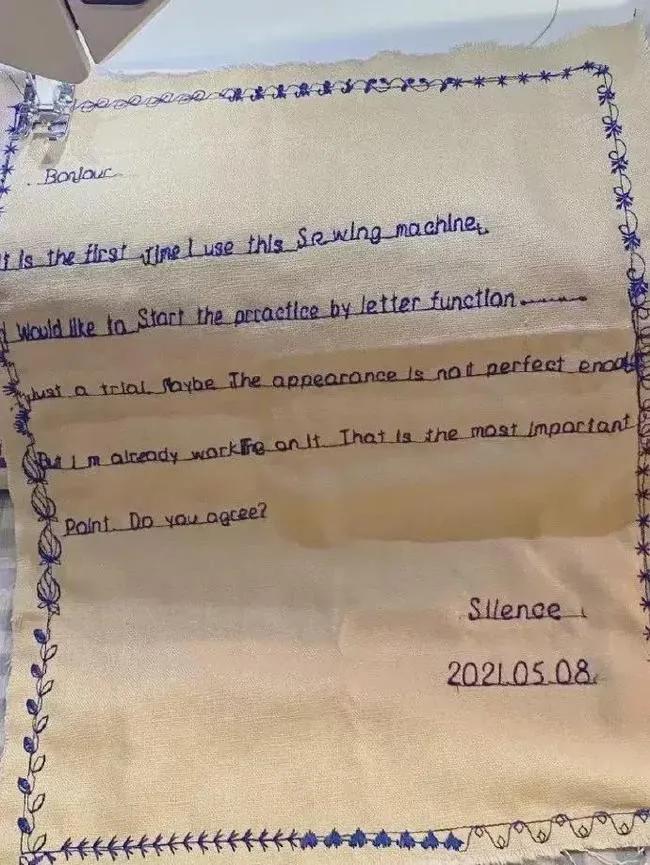 Bonjour
It is the first time I use this Sewing machine,
I would like to Start the practice by letter function
Just a trial. Maybe The appearance is not perfect enough
But I'm already working on it. That is the most important
Point. Do you agree?
Silence
2021.05.08